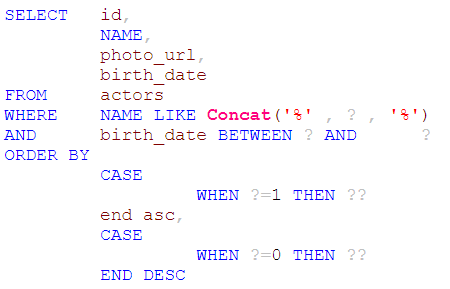 SELECT id,
NAME,
photo_url,
birth_date
FROM actors
WHERE NAME LIKE Concat('%' , ? , '%')
AND birth_date BETWEEN ? AND ?
ORDER BY
CASE
WHEN ?=1 THEN ??
end asc,
CASE
WHEN ?=0 THEN ??
END DESC